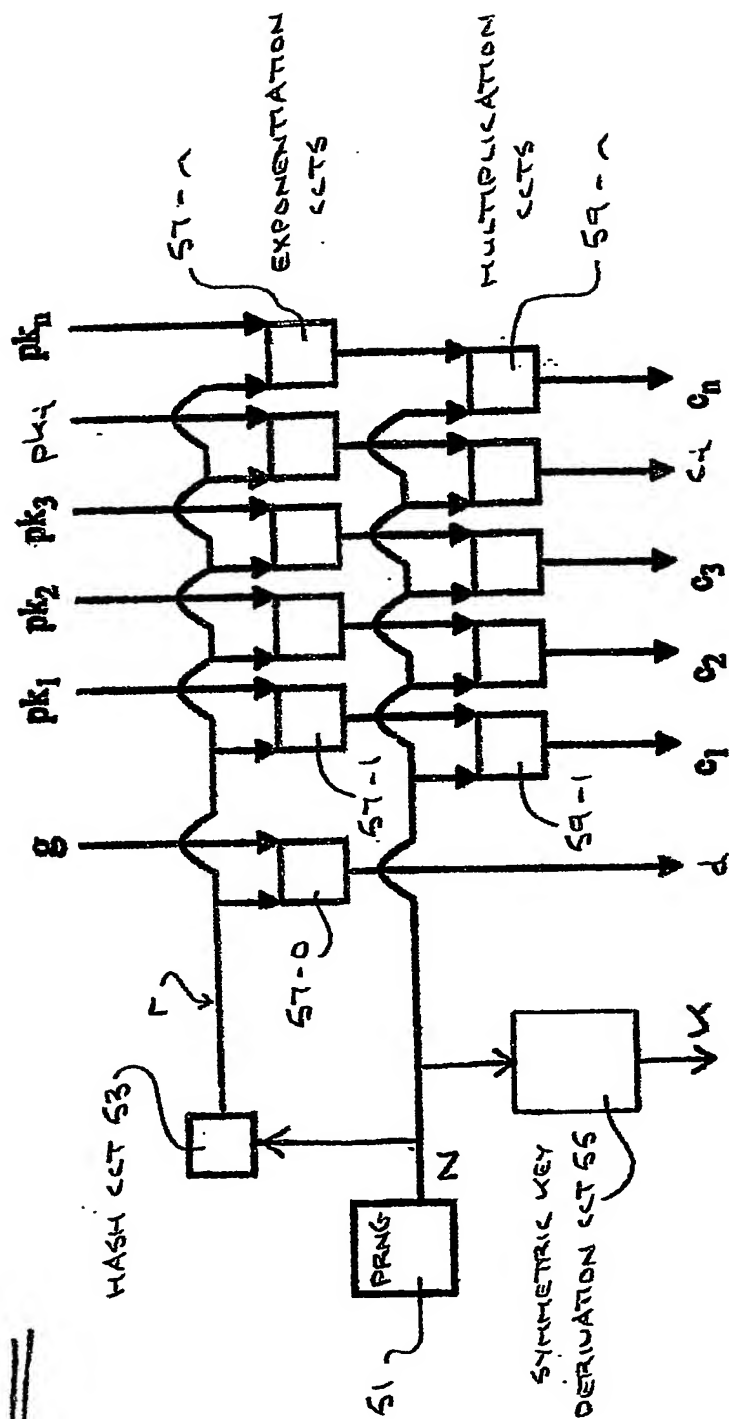 g
pk1
pk2
pk3
pki
pkn
57-n
EXPONENTIATION
CCTS
r
HASH CCT 53
57-0
57-1
MULTIPLICATION
CCTS
59-n
N
PRNG
51
59-1
SYMMETRIC KEY
DERIVATION CCT 55
K
d
c1
c2
c3
ci
cn